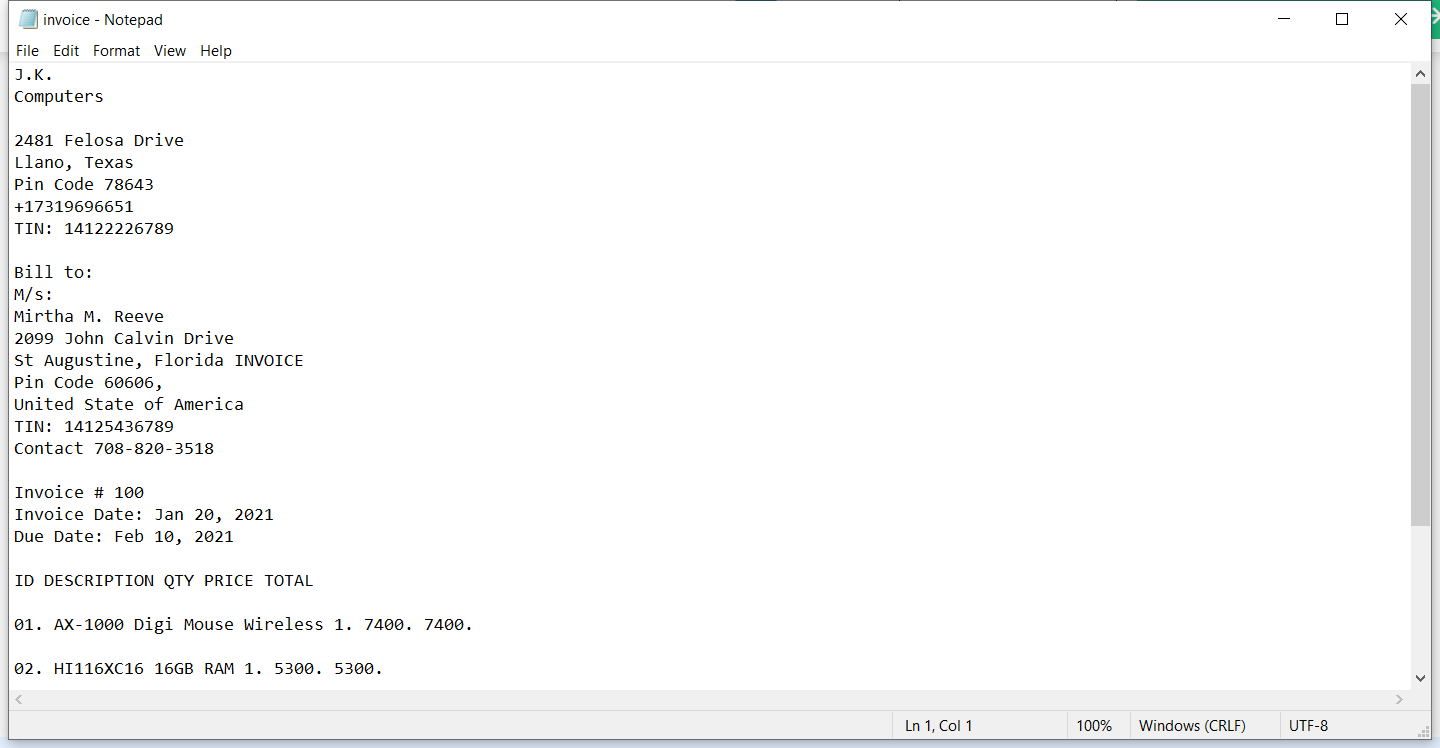 invoice - Notepad
File Edit Format View Help
J.K.
Computers
2481 Felosa Drive
Llano, Texas
Pin Code 78643
+17319696651
TIN: 14122226789
Bill to:
M/s:
Mirtha M. Reeve
2099 John Calvin Drive
St Augustine, Florida INVOICE
Pin Code 60606,
United State of America
TIN: 14125436789
Contact 708-820-3518
Invoice # 100
Invoice Date: Jan 20, 2021
Due Date: Feb 10, 2021
ID DESCRIPTION QTY PRICE TOTAL
01. AX-1000 Digi Mouse Wireless 1. 7400. 7400.
02. HI116XC16 16GB RAM 1. 5300. 5300.
Ln 1, Col 1 100% Windows (CRLF) UTF-8